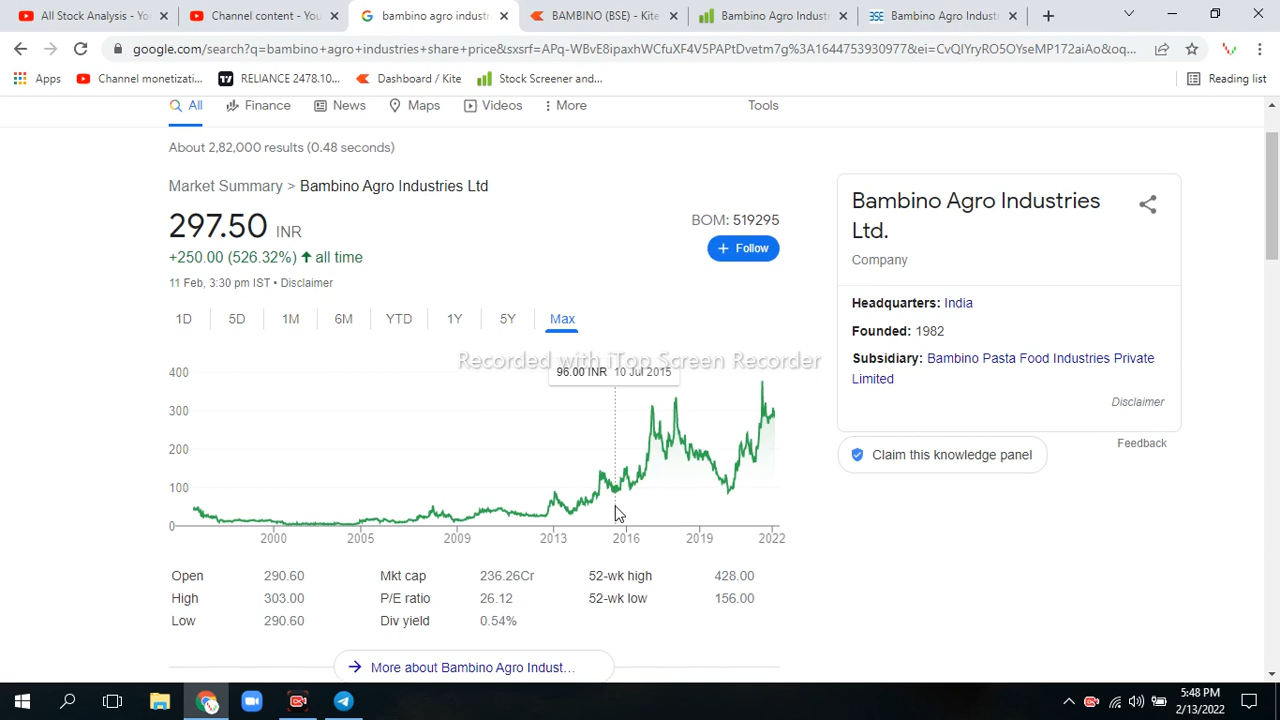 All Stock Analysis - You
Channel content - You
bambino agro industr
BAMBINO (BSE) - Kite
Bambino Agro Indust
Bambino Agro Indust
google.com/search?q=bambino+agro+industries+share+price&sxsrf=APq-WBvE8ipaxhWCfuXF4V5PAPtDvetm7g%3A1644753930977&ei=CvQIYryRO5OYseMP172aiAo&oq...
Apps
Channel monetizati...
RELIANCE 2478.10...
Dashboard / Kite
Stock Screener and...
Reading list
All
Finance
News
Maps
Videos
More
Tools
About 2,82,000 results (0.48 seconds)
Market Summary > Bambino Agro Industries Ltd
297.50 INR
BOM: 519295
+ Follow
+250.00 (526.32%) ↑ all time
11 Feb, 3:30 pm IST • Disclaimer
1D 5D 1M 6M YTD 1Y 5Y Max
Recorded with iTop Screen Recorder
96.00 INR 10 Jul 2015
400
300
200
100
0
2000 2005 2009 2013 2016 2019 2022
Open 290.60 Mkt cap 236.26Cr 52-wk high 428.00
High 303.00 P/E ratio 26.12 52-wk low 156.00
Low 290.60 Div yield 0.54%
→ More about Bambino Agro Indust...
Bambino Agro Industries
Ltd.
Company
Headquarters: India
Founded: 1982
Subsidiary: Bambino Pasta Food Industries Private
Limited
Disclaimer
Feedback
Claim this knowledge panel
5:48 PM
2/13/2022